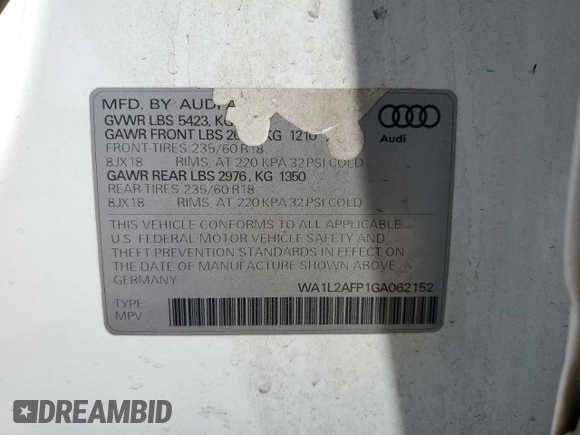 MFD. BY AUDI A
GVWR LBS 5423, KG
GAWR FRONT LBS 26 KG 1210
FRONT-TIRES 235/60 R18
8JX18 RIMS, AT 220 KPA 32 PSI COLD
GAWR REAR LBS 2976, KG 1350
REAR-TIRES 235/60 R18
8JX18 RIMS, AT 220 KPA 32 PSI COLD
THIS VEHICLE CONFORMS TO ALL APPLICABLE
U.S. FEDERAL MOTOR VEHICLE SAFETY AND
THEFT PREVENTION STANDARDS IN EFFECT ON
THE DATE OF MANUFACTURE SHOWN ABOVE.
GERMANY
WA1L2AFP1GA062152
TYPE:
MPV
Audi
DREAMBID